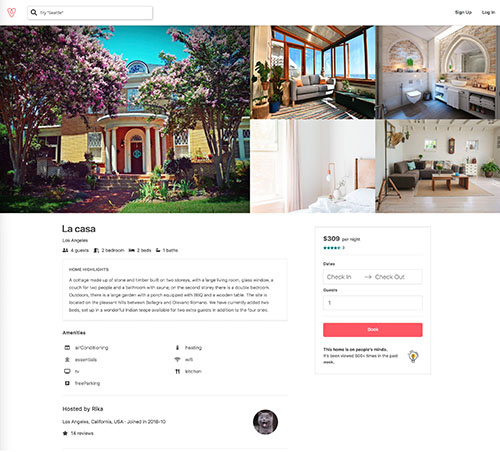 Try "Seattle"
Sign Up
Log In
La casa
Los Angeles
4 guests
2 bedroom
2 beds
1 baths
HOME HIGHLIGHTS
A cottage made up of stone and timber built on two storeys, with a large living room, glass window, a
couch for two people and a bathroom with sauna; on the second storey there is a double bedroom.
Outdoors, there is a large garden with a porch equipped with BBQ and a wooden table. The site is
located on the pleasant hills between Bellegra and Olevano Romano. We have currently added two
beds, set up in a wonderful Indian teepe available for two extra guests in addition to the four ones.
Amenities
airConditioning
heating
essentials
wifi
tv
kitchen
freeParking
Hosted by Rika
Los Angeles, California, USA · Joined in 2018-10
14 reviews
$309 per night
3
Dates
Check In
Check Out
Guests
1
Book
This home is on people's minds.
It's been viewed 500+ times in the past
week.